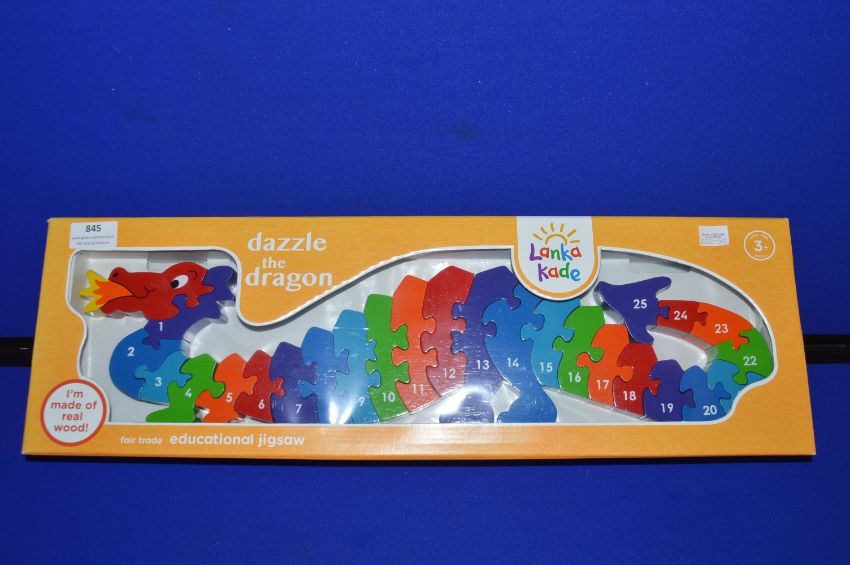 845
dazzle
the
dragon
Lanka
kade
3+
1
2
3
4
5
6
7
9
10
11
12
13
14
15
16
17
18
19
20
22
23
24
25
I'm
made of
real
wood!
fair trade educational jigsaw